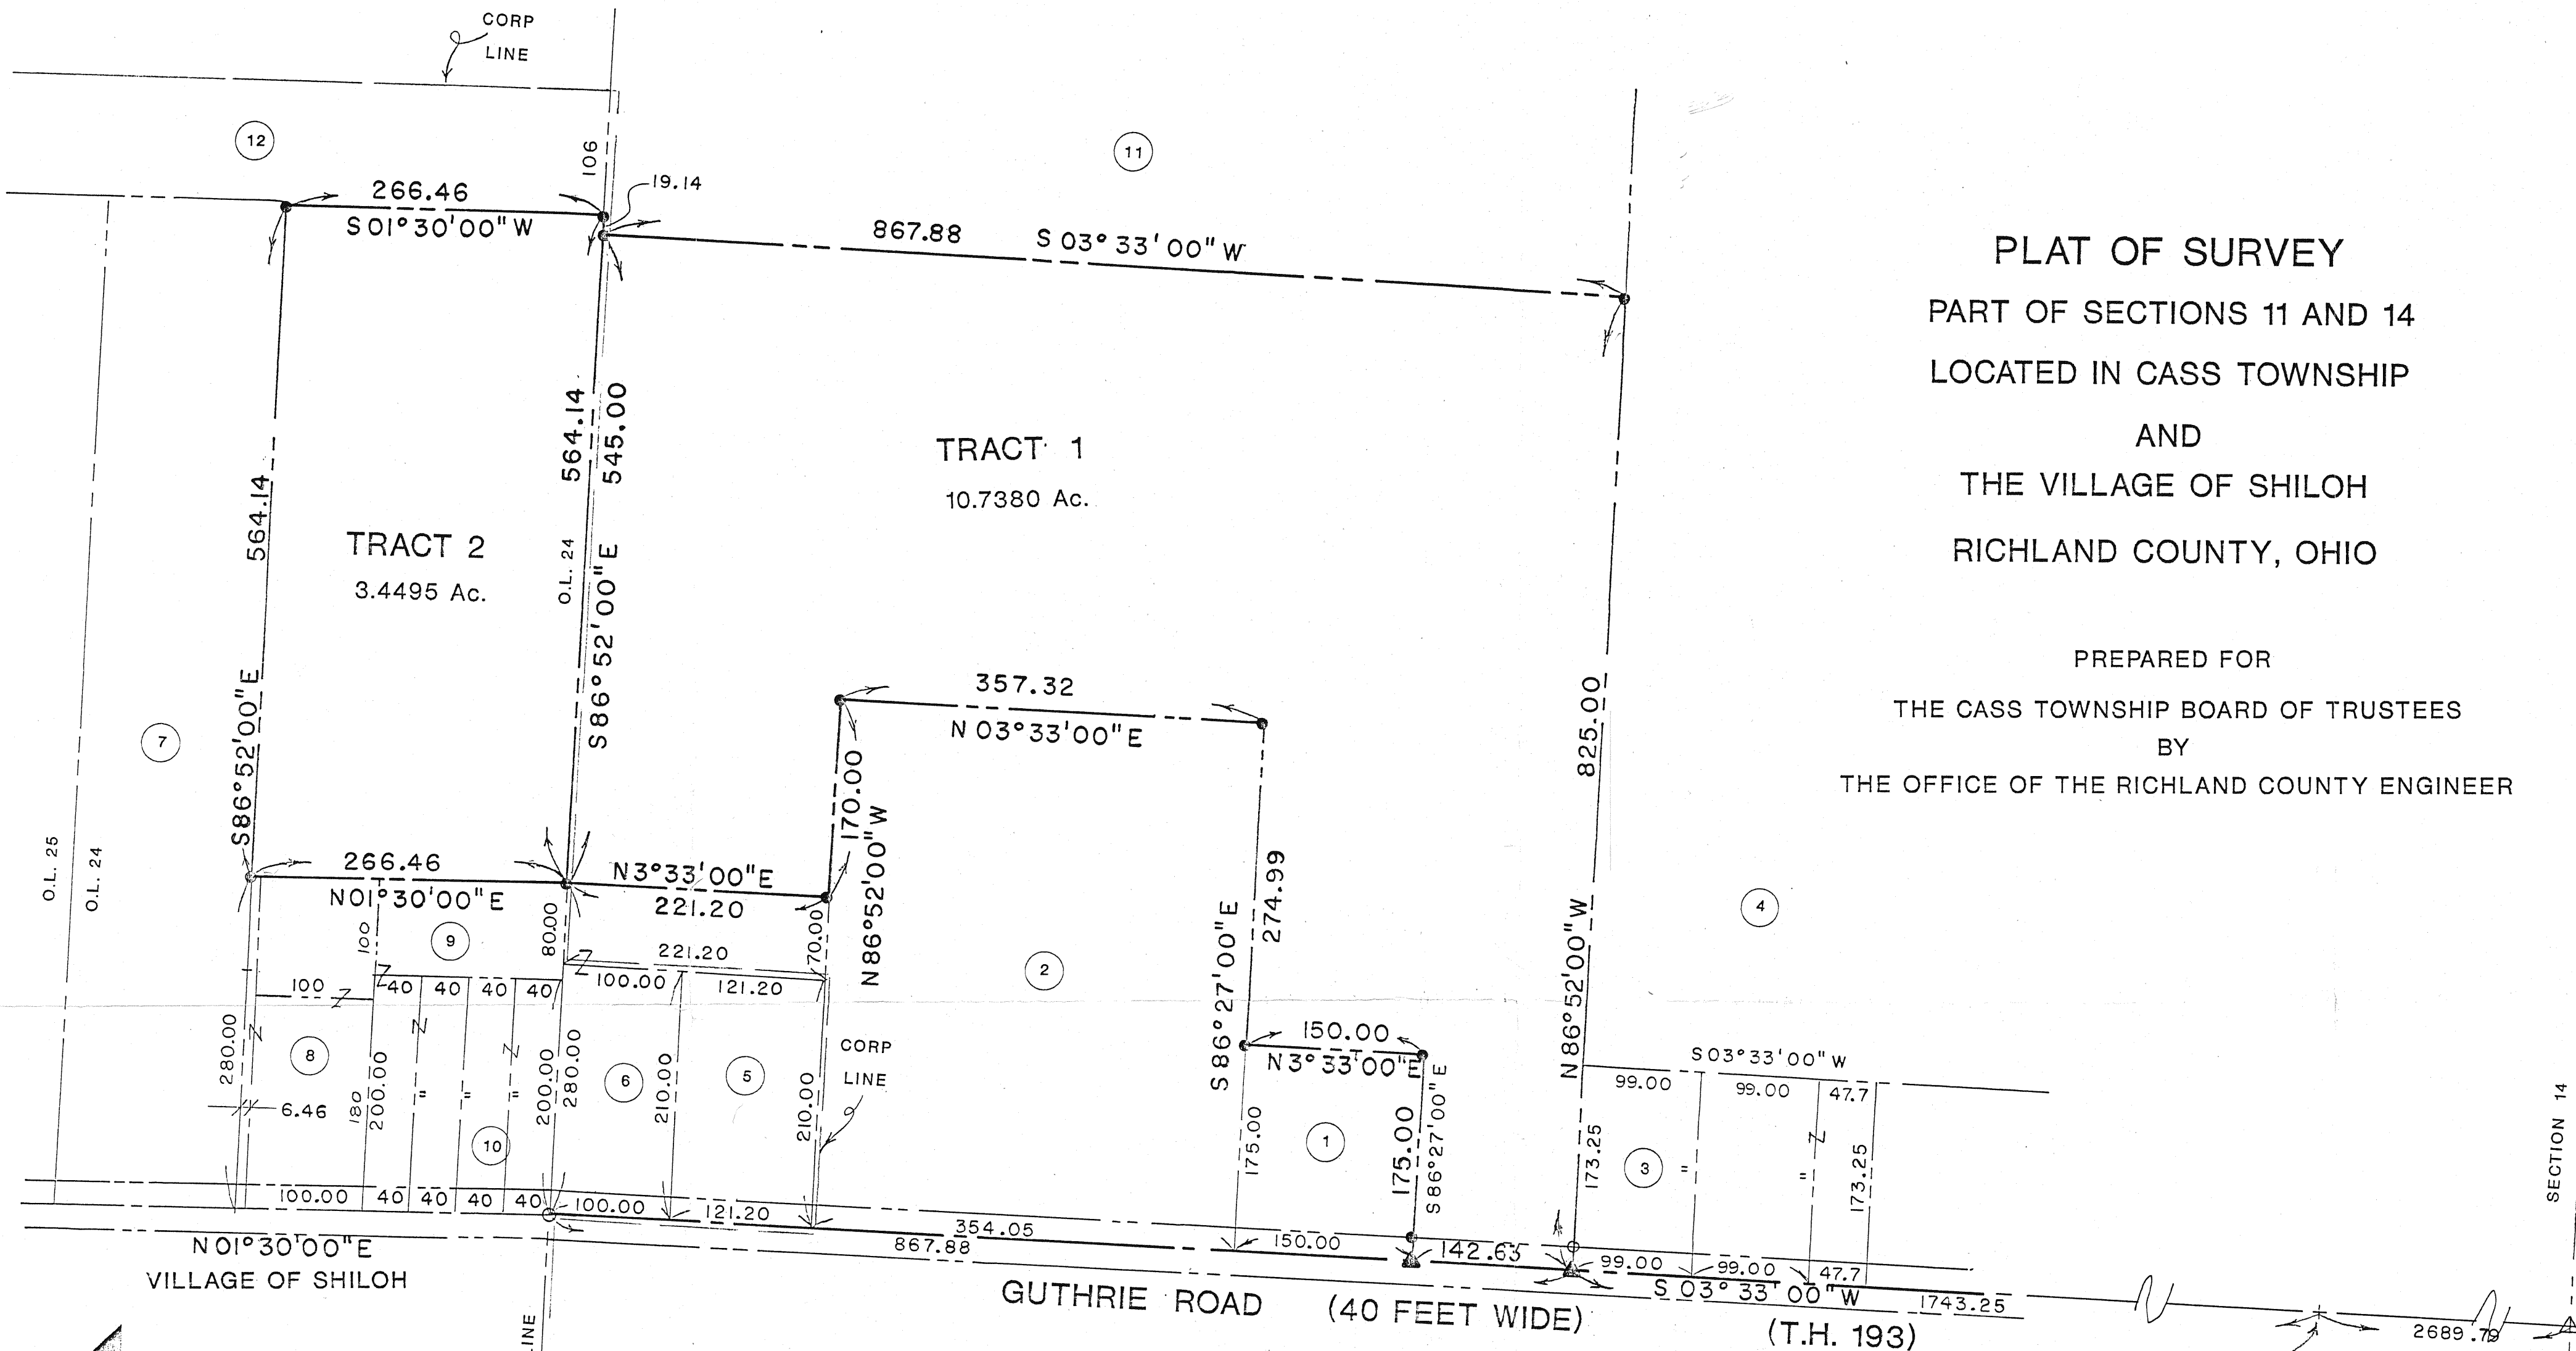 CORP
LINE
12
106
19.14
11
266.46
S 01°30'00" W
867.88 S 03° 33' 00" W
PLAT OF SURVEY
PART OF SECTIONS 11 AND 14
LOCATED IN CASS TOWNSHIP
AND
THE VILLAGE OF SHILOH
RICHLAND COUNTY, OHIO
PREPARED FOR
THE CASS TOWNSHIP BOARD OF TRUSTEES
BY
THE OFFICE OF THE RICHLAND COUNTY ENGINEER
564.14
S86°52'00"E
TRACT 2
3.4495 Ac.
564.14
O.L. 24
545.00
S 86°52'00"E
TRACT 1
10.7380 Ac.
357.32
N 03°33'00"E
170.00
N 86°52'00"W
825.00
N 86°52'00"W
274.99
S 86°27'00"E
7
O.L. 25
O.L. 24
266.46
N01°30'00"E
N3°33'00"E
221.20
4
2
9
100
80.00
70.00
221.20
100.00
121.20
100
40 40 40 40
150.00
N3°33'00"E
S 03°33'00" W
99.00
99.00
47.7
280.00
8
6.46
180
200.00
=
=
=
10
200.00
280.00
6
210.00
5
210.00
CORP
LINE
175.00
1
175.00
S 86°27'00"E
173.25
3
=
=
173.25
SECTION 14
100.00
40 40 40 40
100.00
121.20
354.05
867.88
150.00
142.63
99.00
99.00
47.7
S 03° 33' 00" W
1743.25
2689.79
N 01°30'00"E
VILLAGE OF SHILOH
LINE
GUTHRIE ROAD (40 FEET WIDE)
(T.H. 193)